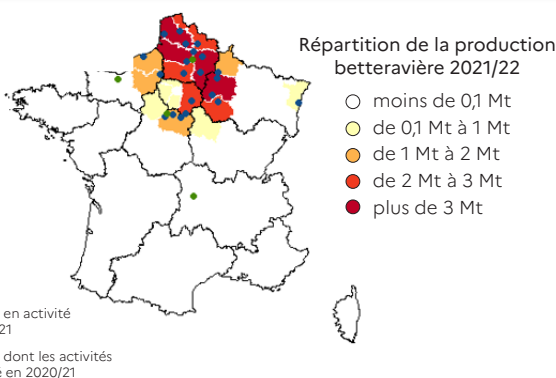 Répartition de la production
betteravière 2021/22
moins de 0,1 Mt
de 0,1 Mt à 1 Mt
de 1 Mt à 2 Mt
de 2 Mt à 3 Mt
plus de 3 Mt
en activité
21
dont les activités
é en 2020/21